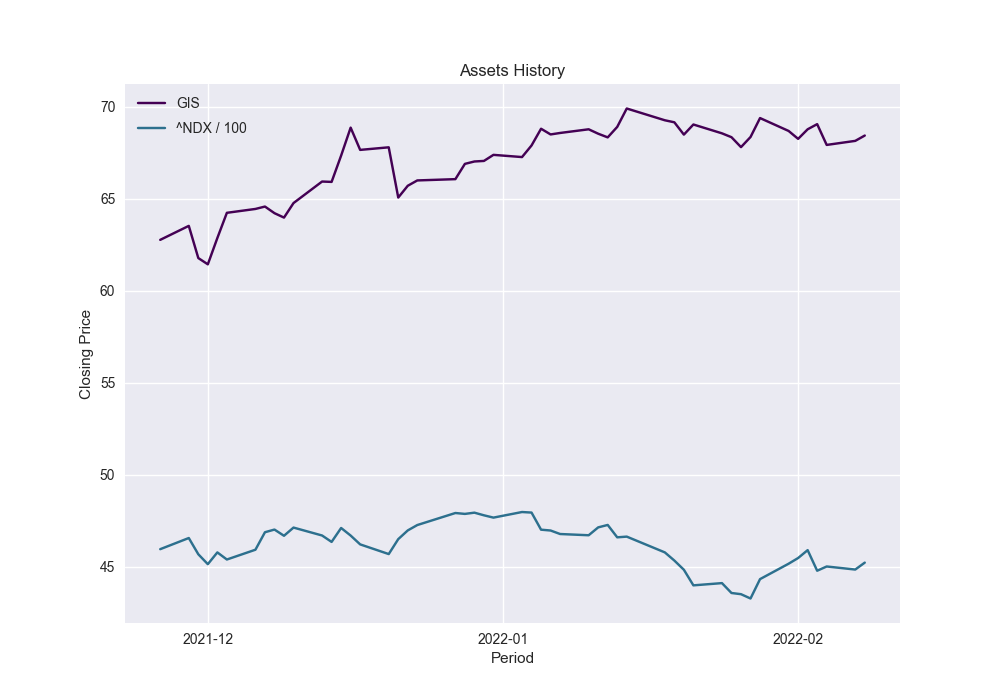 Assets History
GIS
^NDX / 100
70
65
60
55
50
45
Closing Price
2021-12
2022-01
2022-02
Period